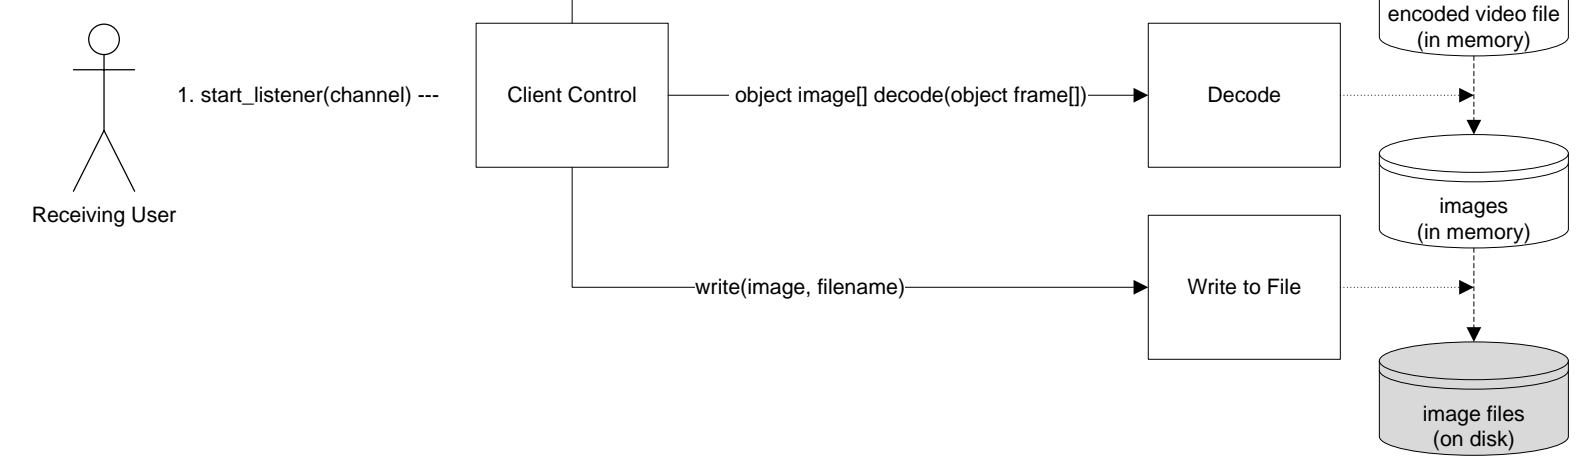 encoded video file
(in memory)
1. start_listener(channel) ---
Client Control
object image[] decode(object frame[])
Decode
Receiving User
images
(in memory)
write(image, filename)
Write to File
image files
(on disk)